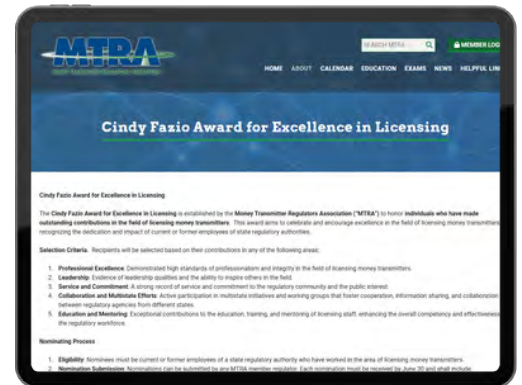 MTRA
SEARCH MTRA
MEMBER LOG
HOME ABOUT CALENDAR EDUCATION EXAMS NEWS HELPFUL LIN
Cindy Fazio Award for Excellence in Licensing
Cindy Fazio Award for Excellence in Licensing
The Cindy Fazio Award for Excellence in Licensing is established by the Money Transmitter Regulators Association ("MTRA") to honor individuals who have made
outstanding contributions in the field of licensing money transmitters. This award aims to celebrate and encourage excellence in the field of licensing money transmitters
recognizing the dedication and impact of current or former employees of state regulatory authorities.
Selection Criteria: Recipients will be selected based on their contributions in any of the following areas:
1. Professional Excellence: Demonstrated high standards of professionalism and integrity in the field of licensing money transmitters.
2. Leadership: Evidence of leadership qualities and the ability to inspire others in the field.
3. Service and Commitment: A strong record of service and commitment to the regulatory community and the public interest.
4. Collaboration and Multistate Efforts: Active participation in multistate initiatives and working groups that foster cooperation, information sharing, and collaboration
between regulatory agencies from different states.
5. Education and Mentoring: Exceptional contributions to the education, training, and mentoring of licensing staff, enhancing the overall competency and effectiveness
the regulatory workforce.
Nominating Process
1. Eligibility: Nominees must be current or former employees of a state regulatory authority who have worked in the area of licensing money transmitters.
2. Nomination Submission: Nominations can be submitted by any MTRA member regulator. Each nomination must be received by June 30 and shall include: